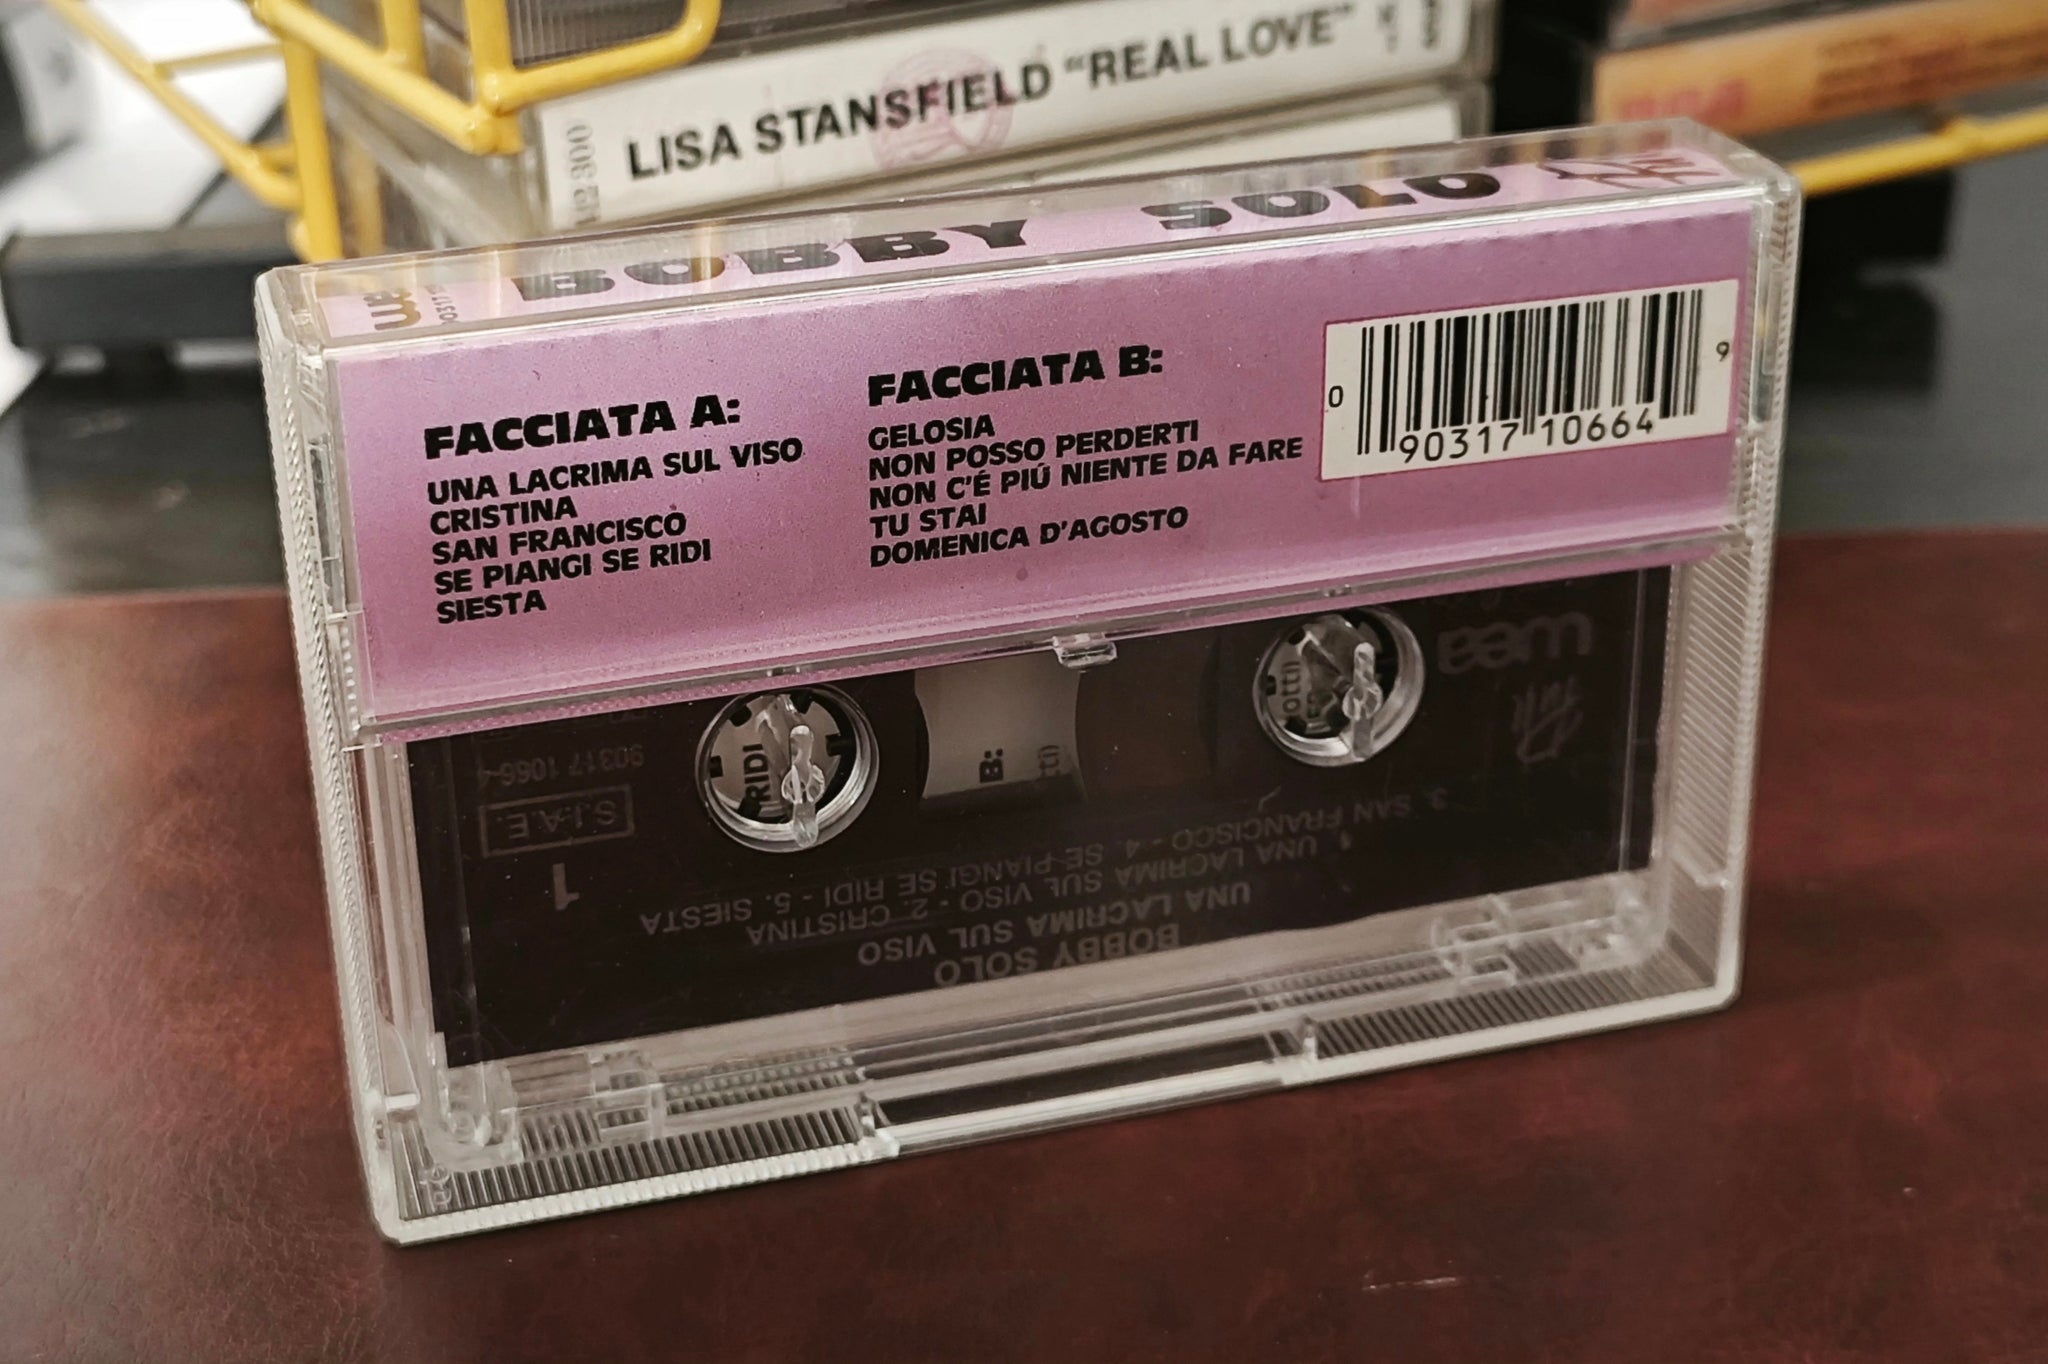 LISA STANSFIELD "REAL LOVE"
BOBBY SOLO
FACCIATA A:
UNA LACRIMA SUL VISO
CRISTINA
SAN FRANCISCO
SE PIANGI SE RIDI
SIESTA
FACCIATA B:
GELOSIA
NON POSSO PERDERTI
NON C'É PIÚ NIENTE DA FARE
TU STAI
DOMENICA D'AGOSTO
0 90317 10664 9
wea
RIDI
B:
90317 1066-4
S.I.A.E.
1
BOBBY SOLO
UNA LACRIMA SUL VISO
1. UNA LACRIMA SUL VISO - 2. CRISTINA
3. SAN FRANCISCO - 4. SE PIANGI SE RIDI - 5. SIESTA